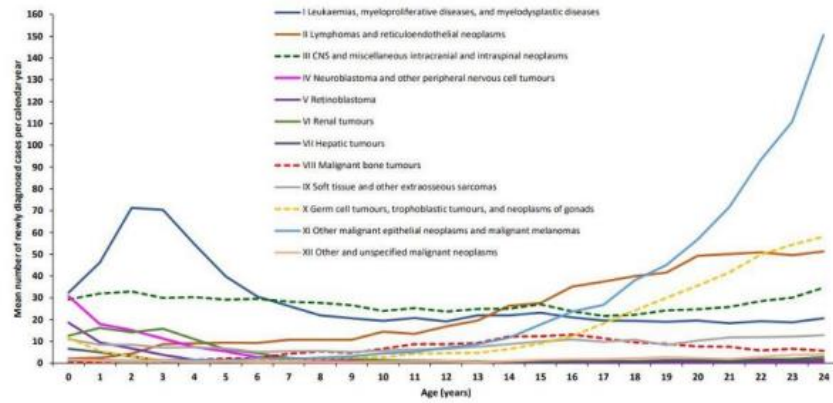 160
150
140
130
120
110
100
90
80
70
60
50
40
30
20
10
0
Mean number of newly diagnosed cases per calendar year
I Leukaemias, myeloproliferative diseases, and myelodysplastic diseases
II Lymphomas and reticuloendothelial neoplasms
III CNS and miscellaneous intracranial and intraspinal neoplasms
IV Neuroblastoma and other peripheral nervous cell tumours
V Retinoblastoma
VI Renal tumours
VII Hepatic tumours
VIII Malignant bone tumours
IX Soft tissue and other extraosseous sarcomas
X Germ cell tumours, trophoblastic tumours, and neoplasms of gonads
XI Other malignant epithelial neoplasms and malignant melanomas
XII Other and unspecified malignant neoplasms
0 1 2 3 4 5 6 7 8 9 10 11 12 13 14 15 16 17 18 19 20 21 22 23 24
Age (years)